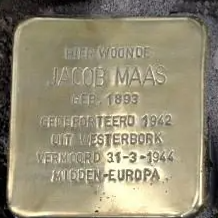 HIER WOONDE
JACOB MAAS
GEB. 1893
GEDEPORTEERD 1942
UIT WESTERBORK
VERMOORD 31-3-1944
MIDDEN-EUROPA